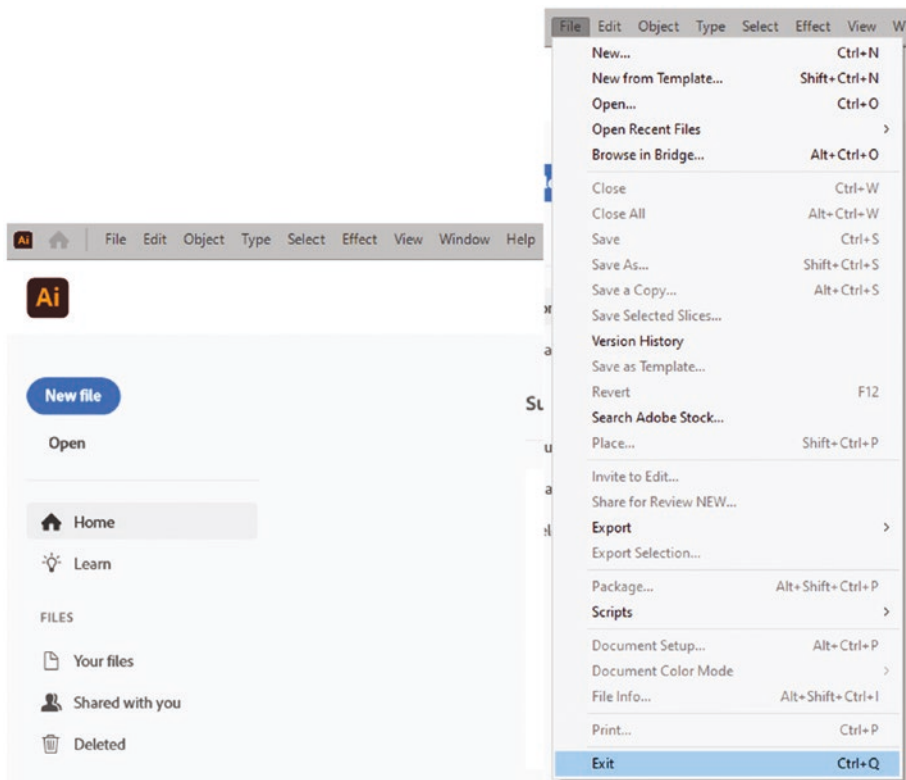 Ai File Edit Object Type Select Effect View Window Help
Ai
New file
Open
Home
Learn
FILES
Your files
Shared with you
Deleted
Su
File Edit Object Type Select Effect View W
New... Ctrl+N
New from Template... Shift+Ctrl+N
Open... Ctrl+O
Open Recent Files >
Browse in Bridge... Alt+Ctrl+O
Close Ctrl+W
Close All Alt+Ctrl+W
Save Ctrl+S
Save As... Shift+Ctrl+S
Save a Copy... Alt+Ctrl+S
Save Selected Slices...
Version History
Save as Template...
Revert F12
Search Adobe Stock...
Place... Shift+Ctrl+P
Invite to Edit...
Share for Review NEW...
Export >
Export Selection...
Package... Alt+Shift+Ctrl+P
Scripts >
Document Setup... Alt+Ctrl+P
Document Color Mode >
File Info... Alt+Shift+Ctrl+I
Print... Ctrl+P
Exit Ctrl+Q